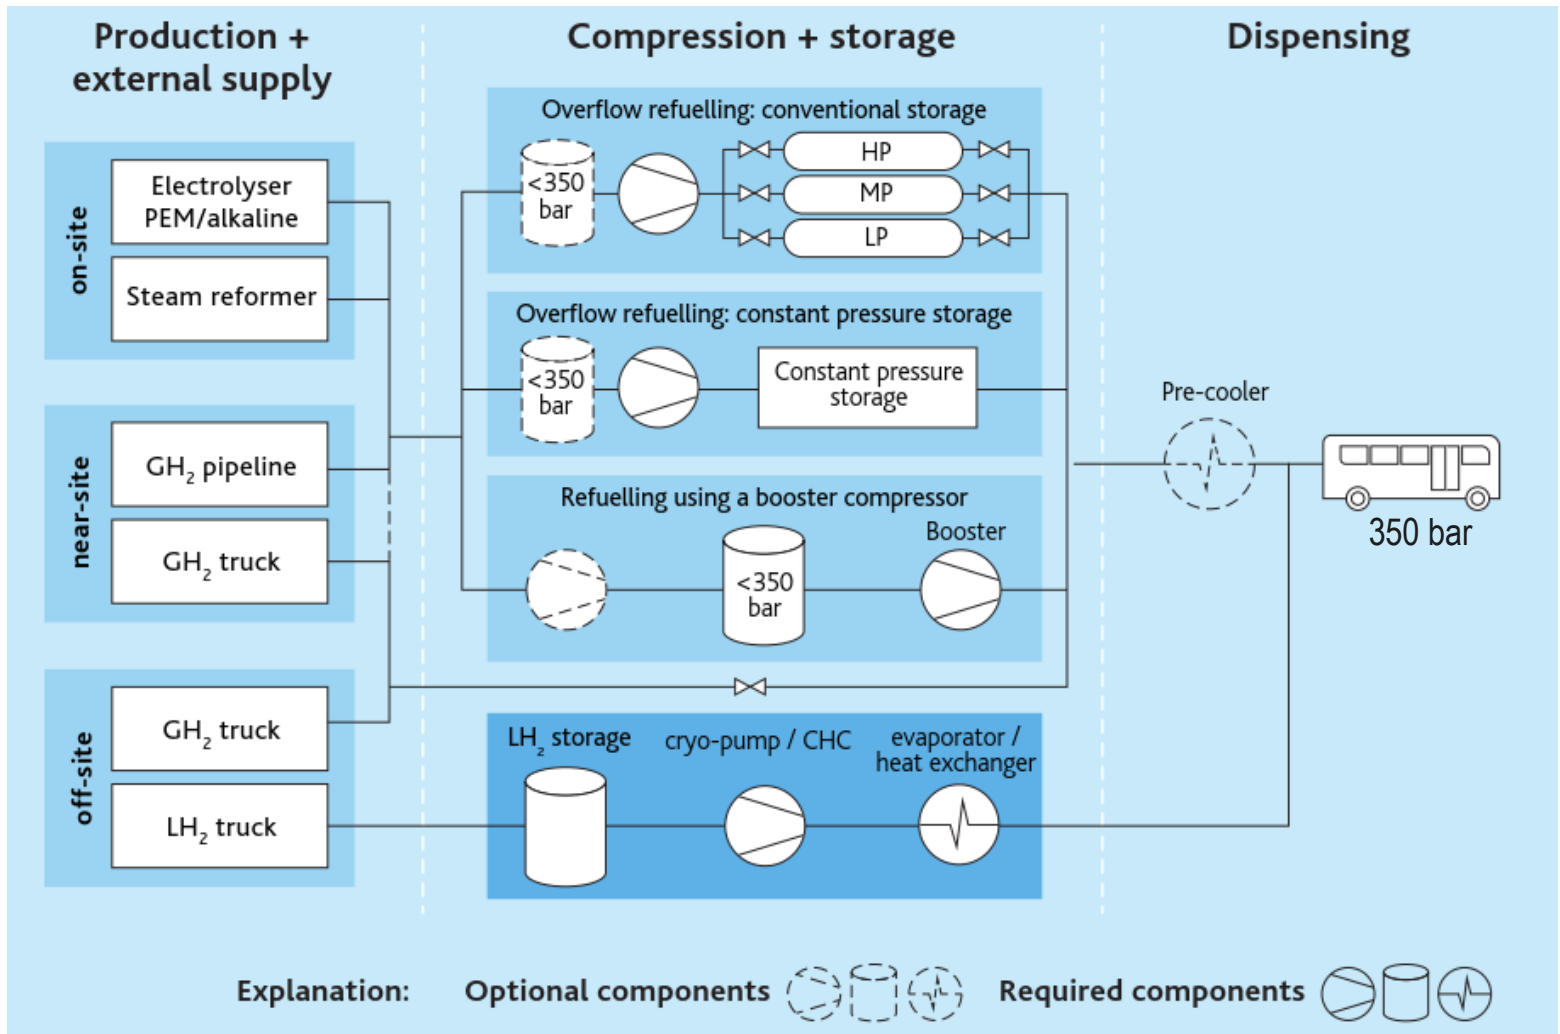 Production +
external supply
Compression + storage
Dispensing
on-site
Electrolyser
PEM/alkaline
Steam reformer
near-site
GH₂ pipeline
GH₂ truck
off-site
GH₂ truck
LH₂ truck
Overflow refuelling: conventional storage
<350
bar
HP
MP
LP
Overflow refuelling: constant pressure storage
<350
bar
Constant pressure
storage
Refuelling using a booster compressor
<350
bar
Booster
LH₂ storage
cryo-pump / CHC
evaporator /
heat exchanger
Pre-cooler
350 bar
Explanation:
Optional components
Required components